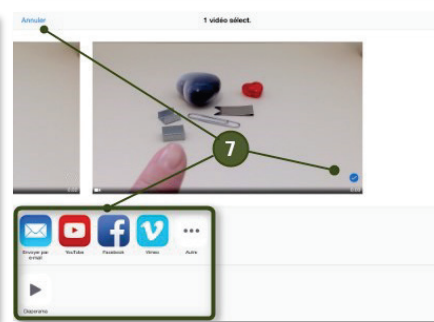 Annuler
1 vidéo sélect.
7
Envoyer par
e-mail
YouTube
Facebook
Vimeo
Autre
Diaporama